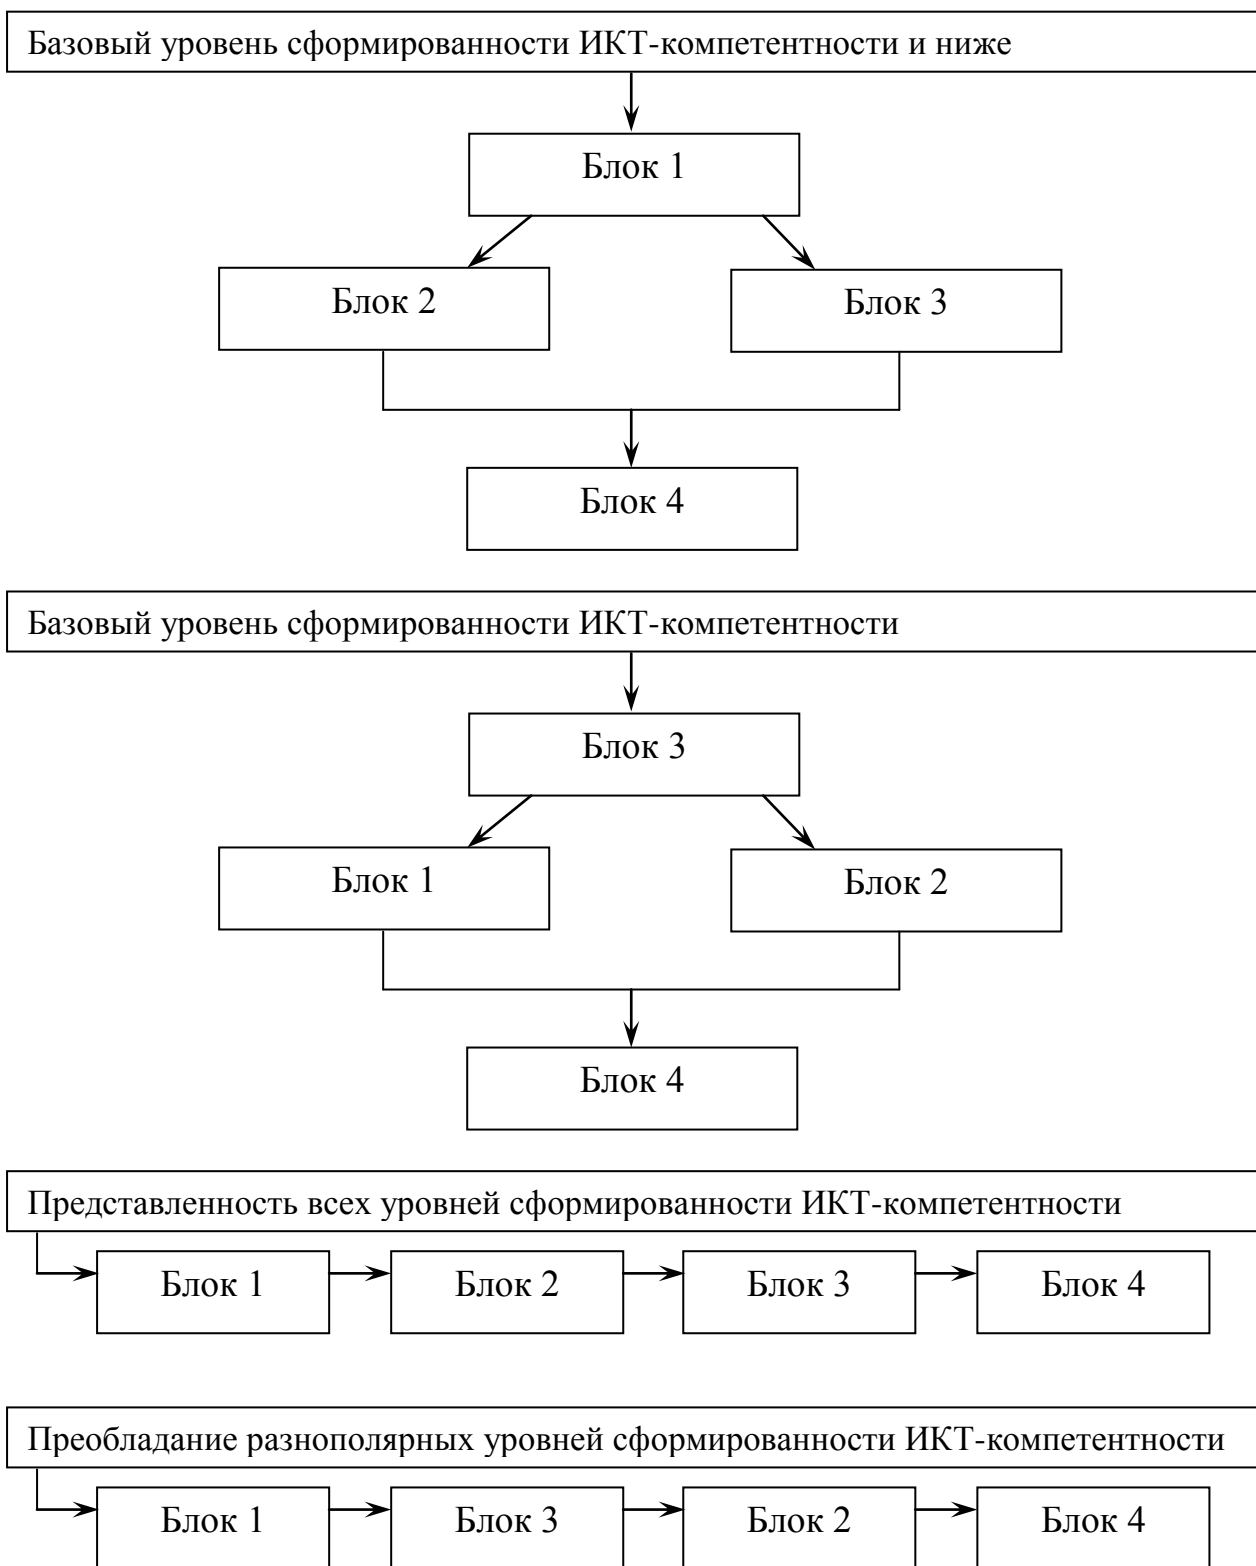 Базовый уровень сформированности ИКТ-компетентности и ниже
Блок 1
Блок 2
Блок 3
Блок 4
Базовый уровень сформированности ИКТ-компетентности
Блок 3
Блок 1
Блок 2
Блок 4
Представленность всех уровней сформированности ИКТ-компетентности
Блок 1
Блок 2
Блок 3
Блок 4
Преобладание разнополярных уровней сформированности ИКТ-компетентности
Блок 1
Блок 3
Блок 2
Блок 4